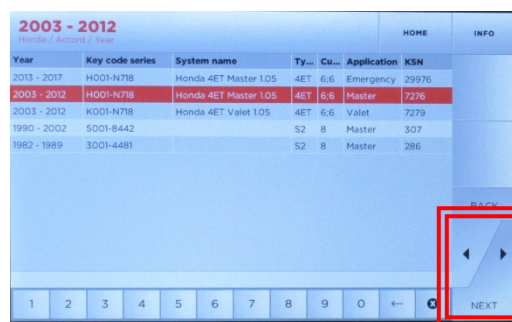 2003 - 2012
Honda / Accord / Year
HOME
INFO
Year Key code series System name Ty... Cu... Application KSN
2013 - 2017 H001-N718 Honda 4ET Master 1.05 4ET 6;6 Emergency 29976
2003 - 2012 H001-N718 Honda 4ET Master 1.05 4ET 6;6 Master 7276
2003 - 2012 K001-N718 Honda 4ET Valet 1.05 4ET 6;6 Valet 7279
1990 - 2002 5001-8442 S2 8 Master 307
1982 - 1989 3001-4481 S2 8 Master 286
BACK
1 2 3 4 5 6 7 8 9 0 ←
NEXT